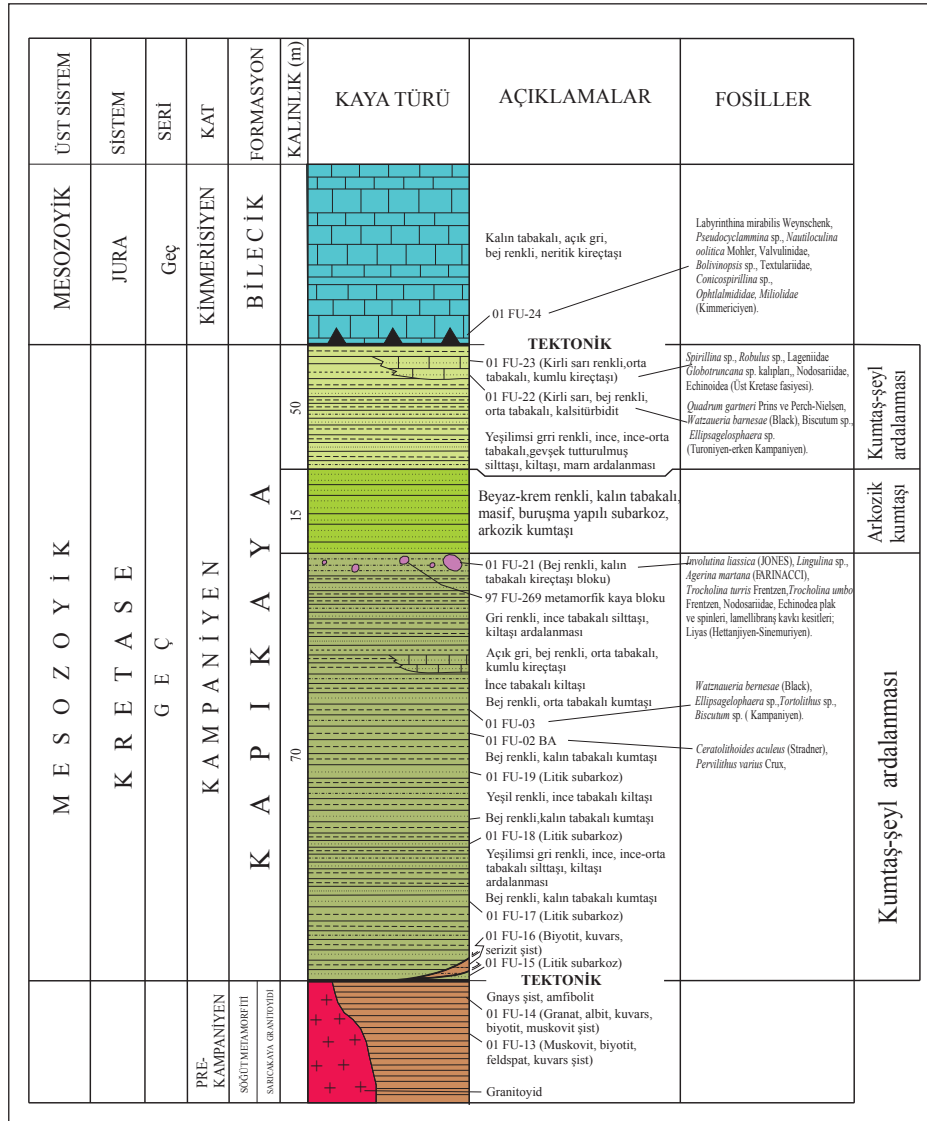 ÜST SİSTEM
SİSTEM
SERİ
KAT
FORMASYON
KALINLIK (m)
KAYA TÜRÜ
AÇIKLAMALAR
FOSİLLER
MESOZOYİK
JURA
Geç
KİMMERİSİYEN
BİLECİK
Kalın tabakalı, açık gri,
bej renkli, neritik kireçtaşı
01 FU-24
Labyrinthina mirabilis Weynschenk,
Pseudocyclammina sp., Nautiloculina
oolitica Mohler, Valvulinidae,
Bolivinopsis sp., Textulariidae,
Conicospirillina sp.,
Ophtlalmididae, Miliolidae
(Kimmericiyen).
TEKTONİK
MESOZOYİK
KRETASE
GEÇ
KAMPANİYEN
KAPIKAYA
50
01 FU-23 (Kirli sarı renkli,orta
tabakalı, kumlu kireçtaşı)
01 FU-22 (Kirli sarı, bej renkli,
orta tabakalı, kalsitürbidit
Yeşilimsi grri renkli, ince, ince-orta
tabakalı,gevşek tutturulmuş
silttaşı, kiltaşı, marn ardalanması
Spirillina sp., Robulus sp., Lageniidae
Globotruncana sp. kalıpları,, Nodosariidae,
Echinoidea (Üst Kretase fasiyesi).
Quadrum gartneri Prins ve Perch-Nielsen,
Watzaueria barnesae (Black), Biscutum sp.,
Ellipsagelosphaera sp.
(Turoniyen-erken Kampaniyen).
Kumtaş-şeyl
ardalanması
15
Beyaz-krem renkli, kalın tabakalı,
masif, buruşma yapılı subarkoz,
arkozik kumtaşı
Arkozik
kumtaşı
70
01 FU-21 (Bej renkli, kalın
tabakalı kireçtaşı bloku)
97 FU-269 metamorfik kaya bloku
Gri renkli, ince tabakalı silttaşı,
kiltaşı ardalanması
Açık gri, bej renkli, orta tabakalı,
kumlu kireçtaşı
İnce tabakalı kiltaşı
Bej renkli, orta tabakalı kumtaşı
01 FU-03
01 FU-02 BA
Bej renkli, kalın tabakalı kumtaşı
01 FU-19 (Litik subarkoz)
Yeşil renkli, ince tabakalı kiltaşı
Bej renkli,kalın tabakalı kumtaşı
01 FU-18 (Litik subarkoz)
Yeşilimsi gri renkli, ince, ince-orta
tabakalı silttaşı, kiltaşı
ardalanması
Bej renkli, kalın tabakalı kumtaşı
01 FU-17 (Litik subarkoz)
01 FU-16 (Biyotit, kuvars,
serizit şist)
01 FU-15 (Litik subarkoz)
Involutina liassica (JONES), Lingulina sp.,
Agerina martana (FARINACCI),
Trocholina turris Frentzen,Trocholina umbo
Frentzen, Nodosariidae, Echinodea plak
ve spinleri, lamellibranş kavkı kesitleri;
Liyas (Hettanjiyen-Sinemuriyen).
Watznaueria bernesae (Black),
Ellipsagelophaera sp.,Tortolithus sp.,
Biscutum sp. ( Kampaniyen).
Ceratolithoides aculeus (Stradner),
Pervilithus varius Crux,
Kumtaş-şeyl ardalanması
TEKTONİK
PRE-
KAMPANİYEN
SÖĞÜT METAMORFİTİ
SARICAKAYA GRANITOYİDİ
Gnays şist, amfibolit
01 FU-14 (Granat, albit, kuvars,
biyotit, muskovit şist)
01 FU-13 (Muskovit, biyotit,
feldspat, kuvars şist)
Granitoyid